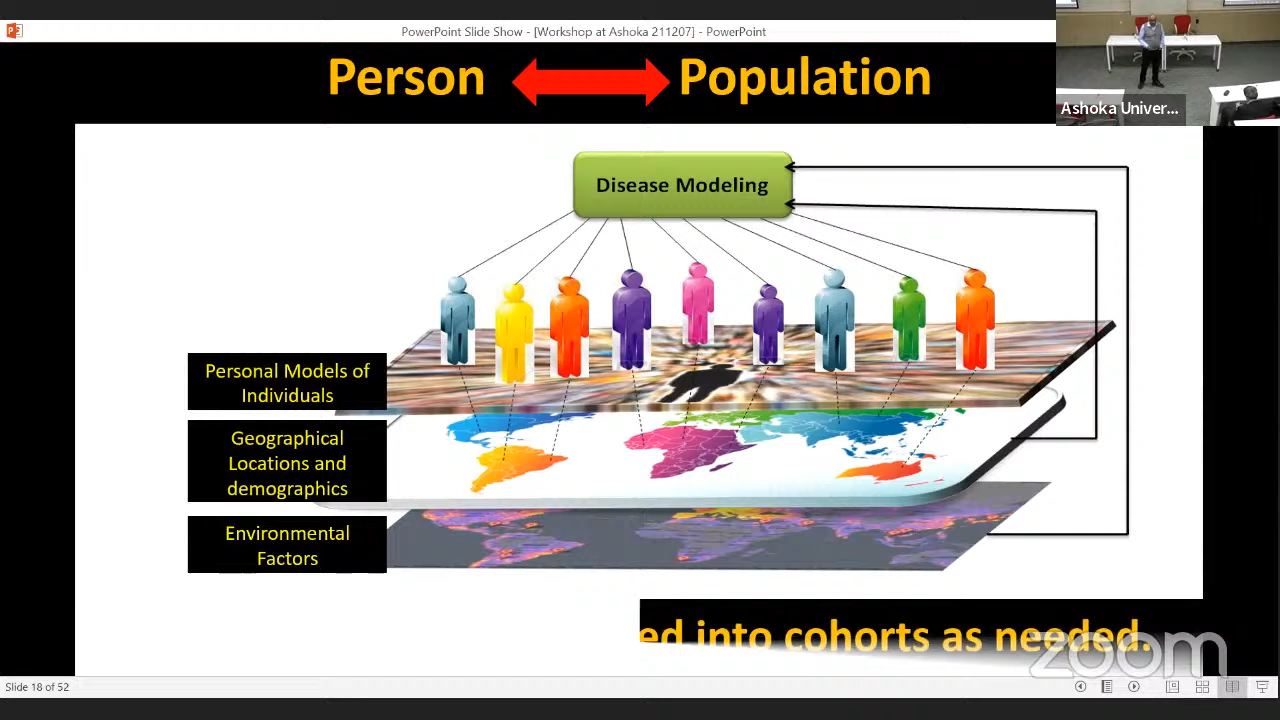 PowerPoint Slide Show - [Workshop at Ashoka 211207] - PowerPoint
Person Population
Ashoka Univer...
Disease Modeling
Personal Models of
Individuals
Geographical
Locations and
demographics
Environmental
Factors
ed into cohorts as needed.
zoom
Slide 18 of 52